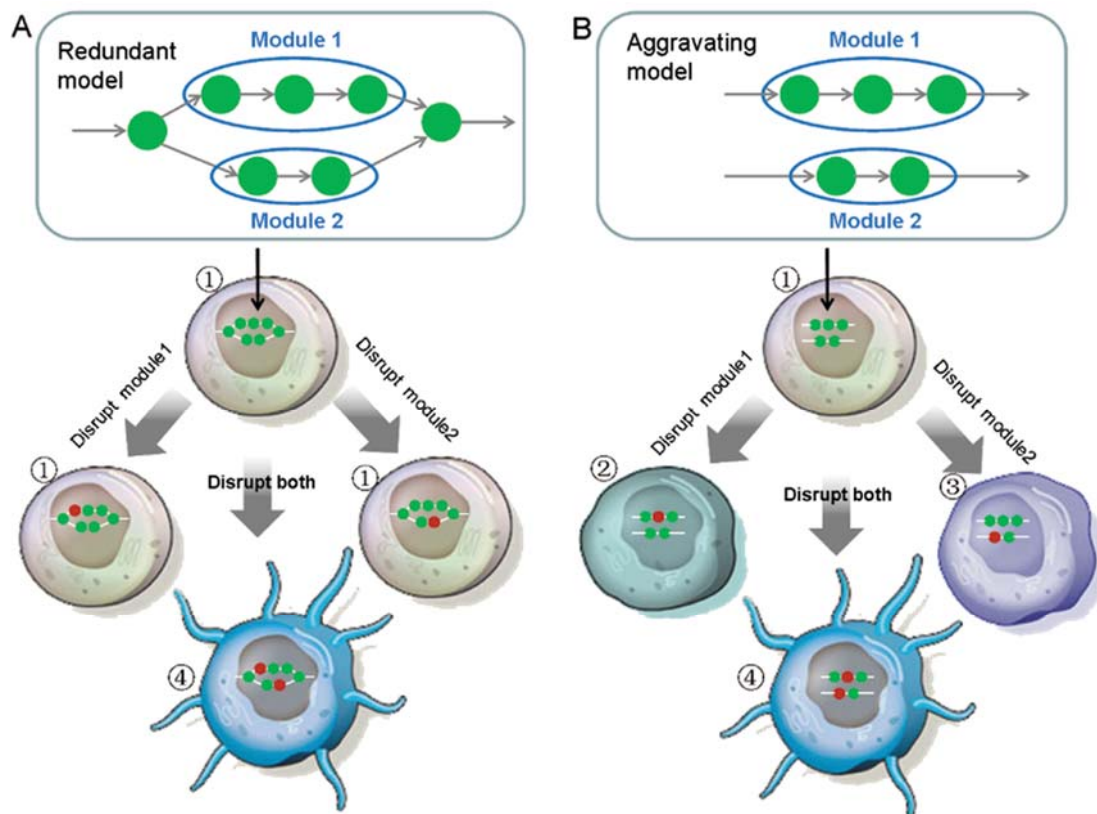 A
Redundant
model
Module 1
Module 2
①
Disrupt module1
Disrupt module2
①
Disrupt both
①
④
B
Aggravating
model
Module 1
Module 2
①
Disrupt module1
Disrupt module2
②
Disrupt both
③
④